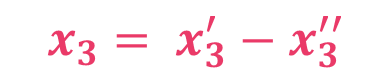 x₃ = x₃′ − x₃″